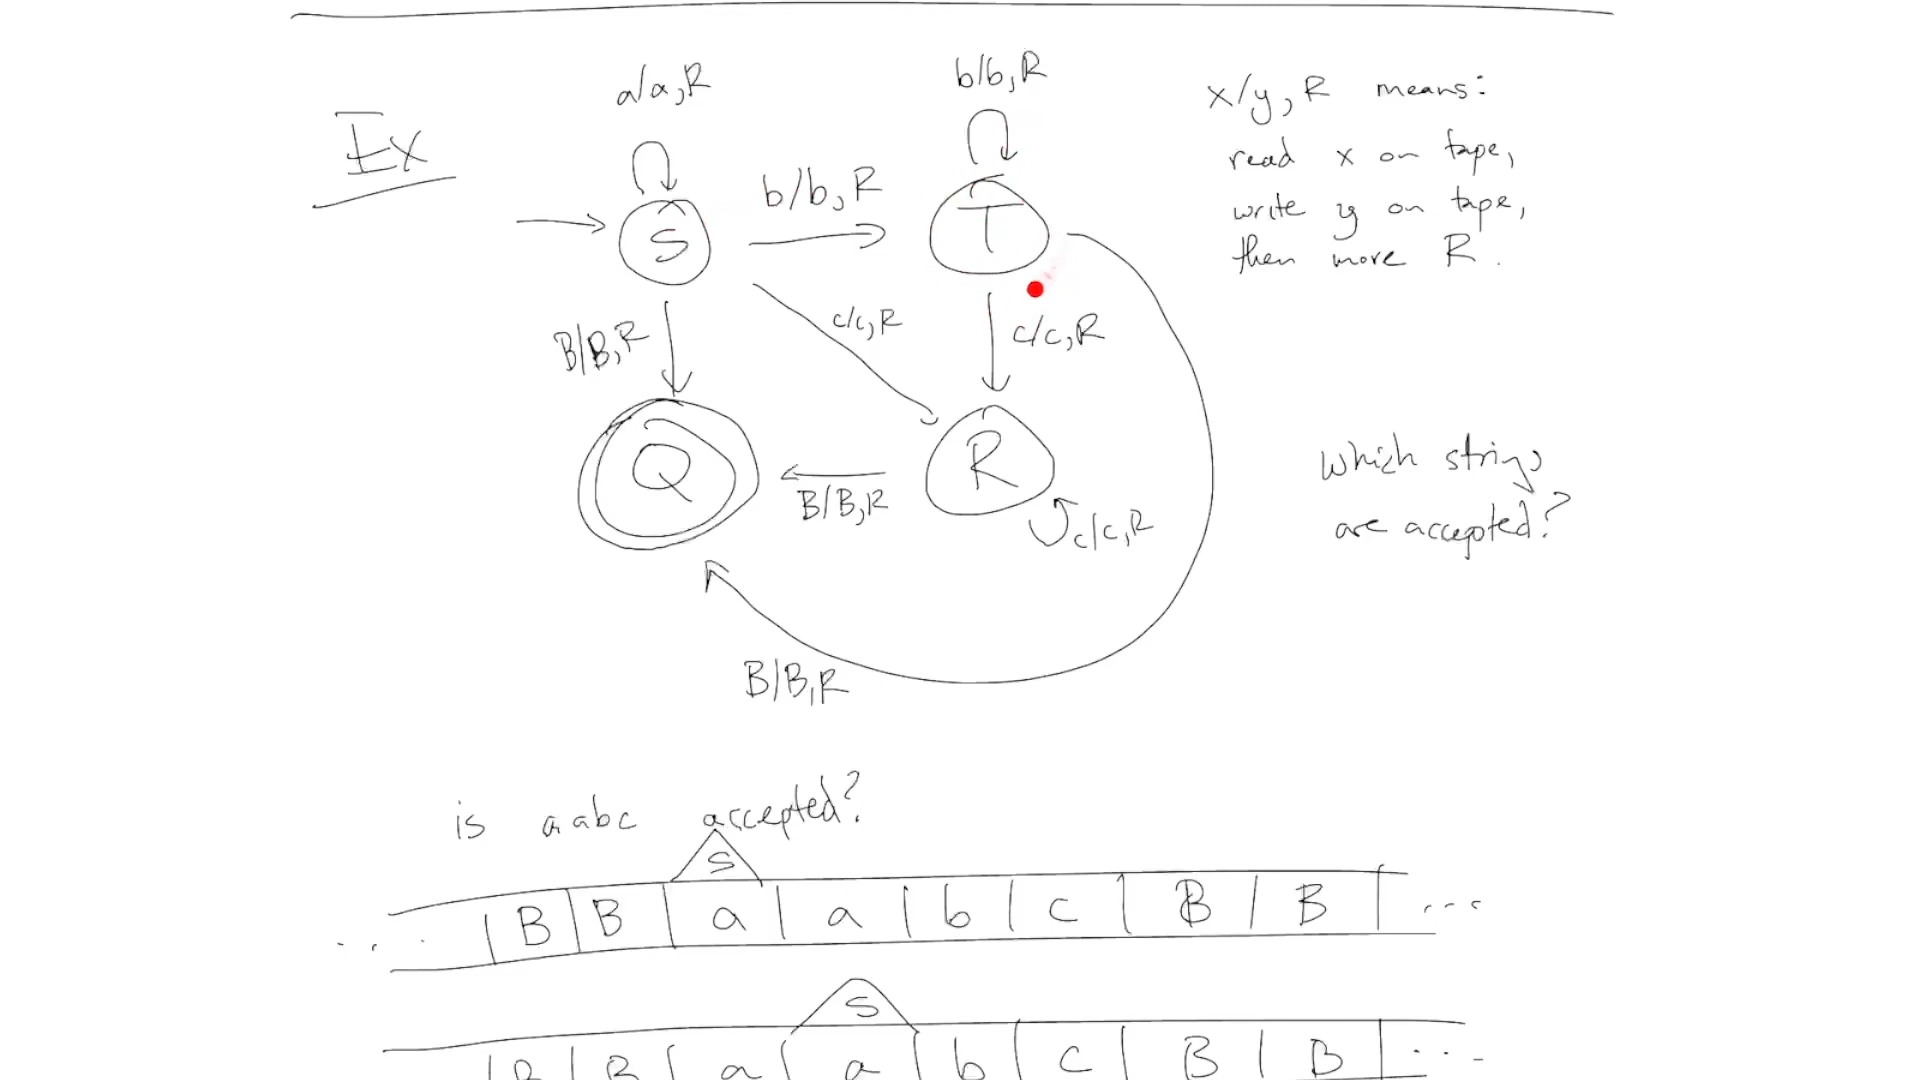 Ex
a/a,R
b/b,R
x/y, R means:
read x on tape,
write y on tape,
then move R.
b/b,R
S
T
B/B,R
c/c,R
c/c,R
Q
R
B/B,R
c/c,R
which strings
are accepted?
B/B,R
is aabc accepted?
S
... B B a a b c B B ...
S
B B a a b c B B ...